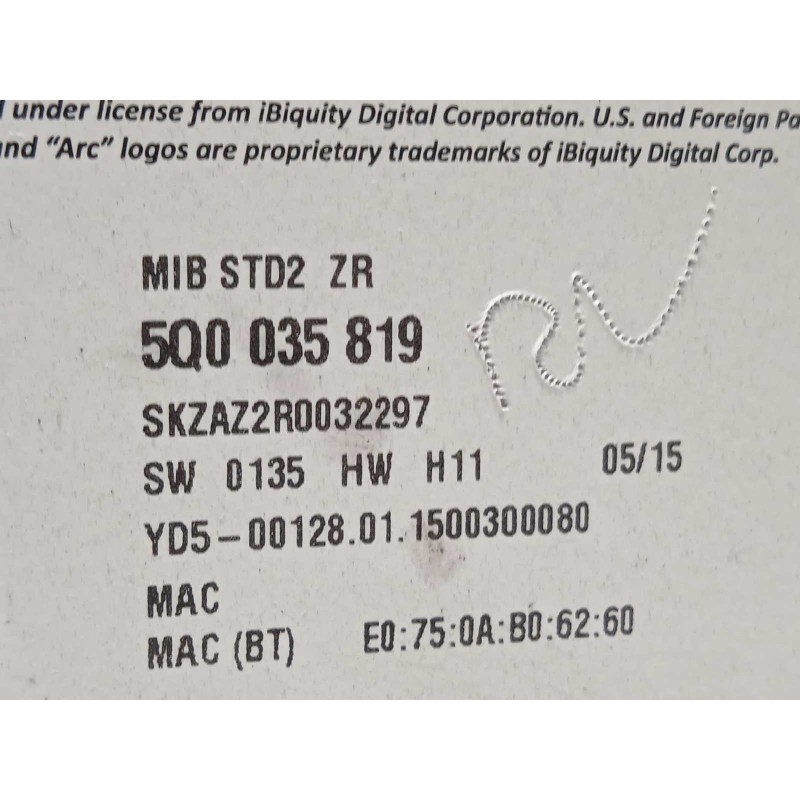 under license from iBiquity Digital Corporation. U.S. and Foreign
"Arc" logos are proprietary trademarks of iBiquity Digital Corp.
MIB STD2 ZR
5Q0 035 819
SKZAZ2R0032297
SW 0135 HW H11 05/15
YD5-00128.01.1500300080
MAC
MAC (BT) E0:75:0A:B0:62:60